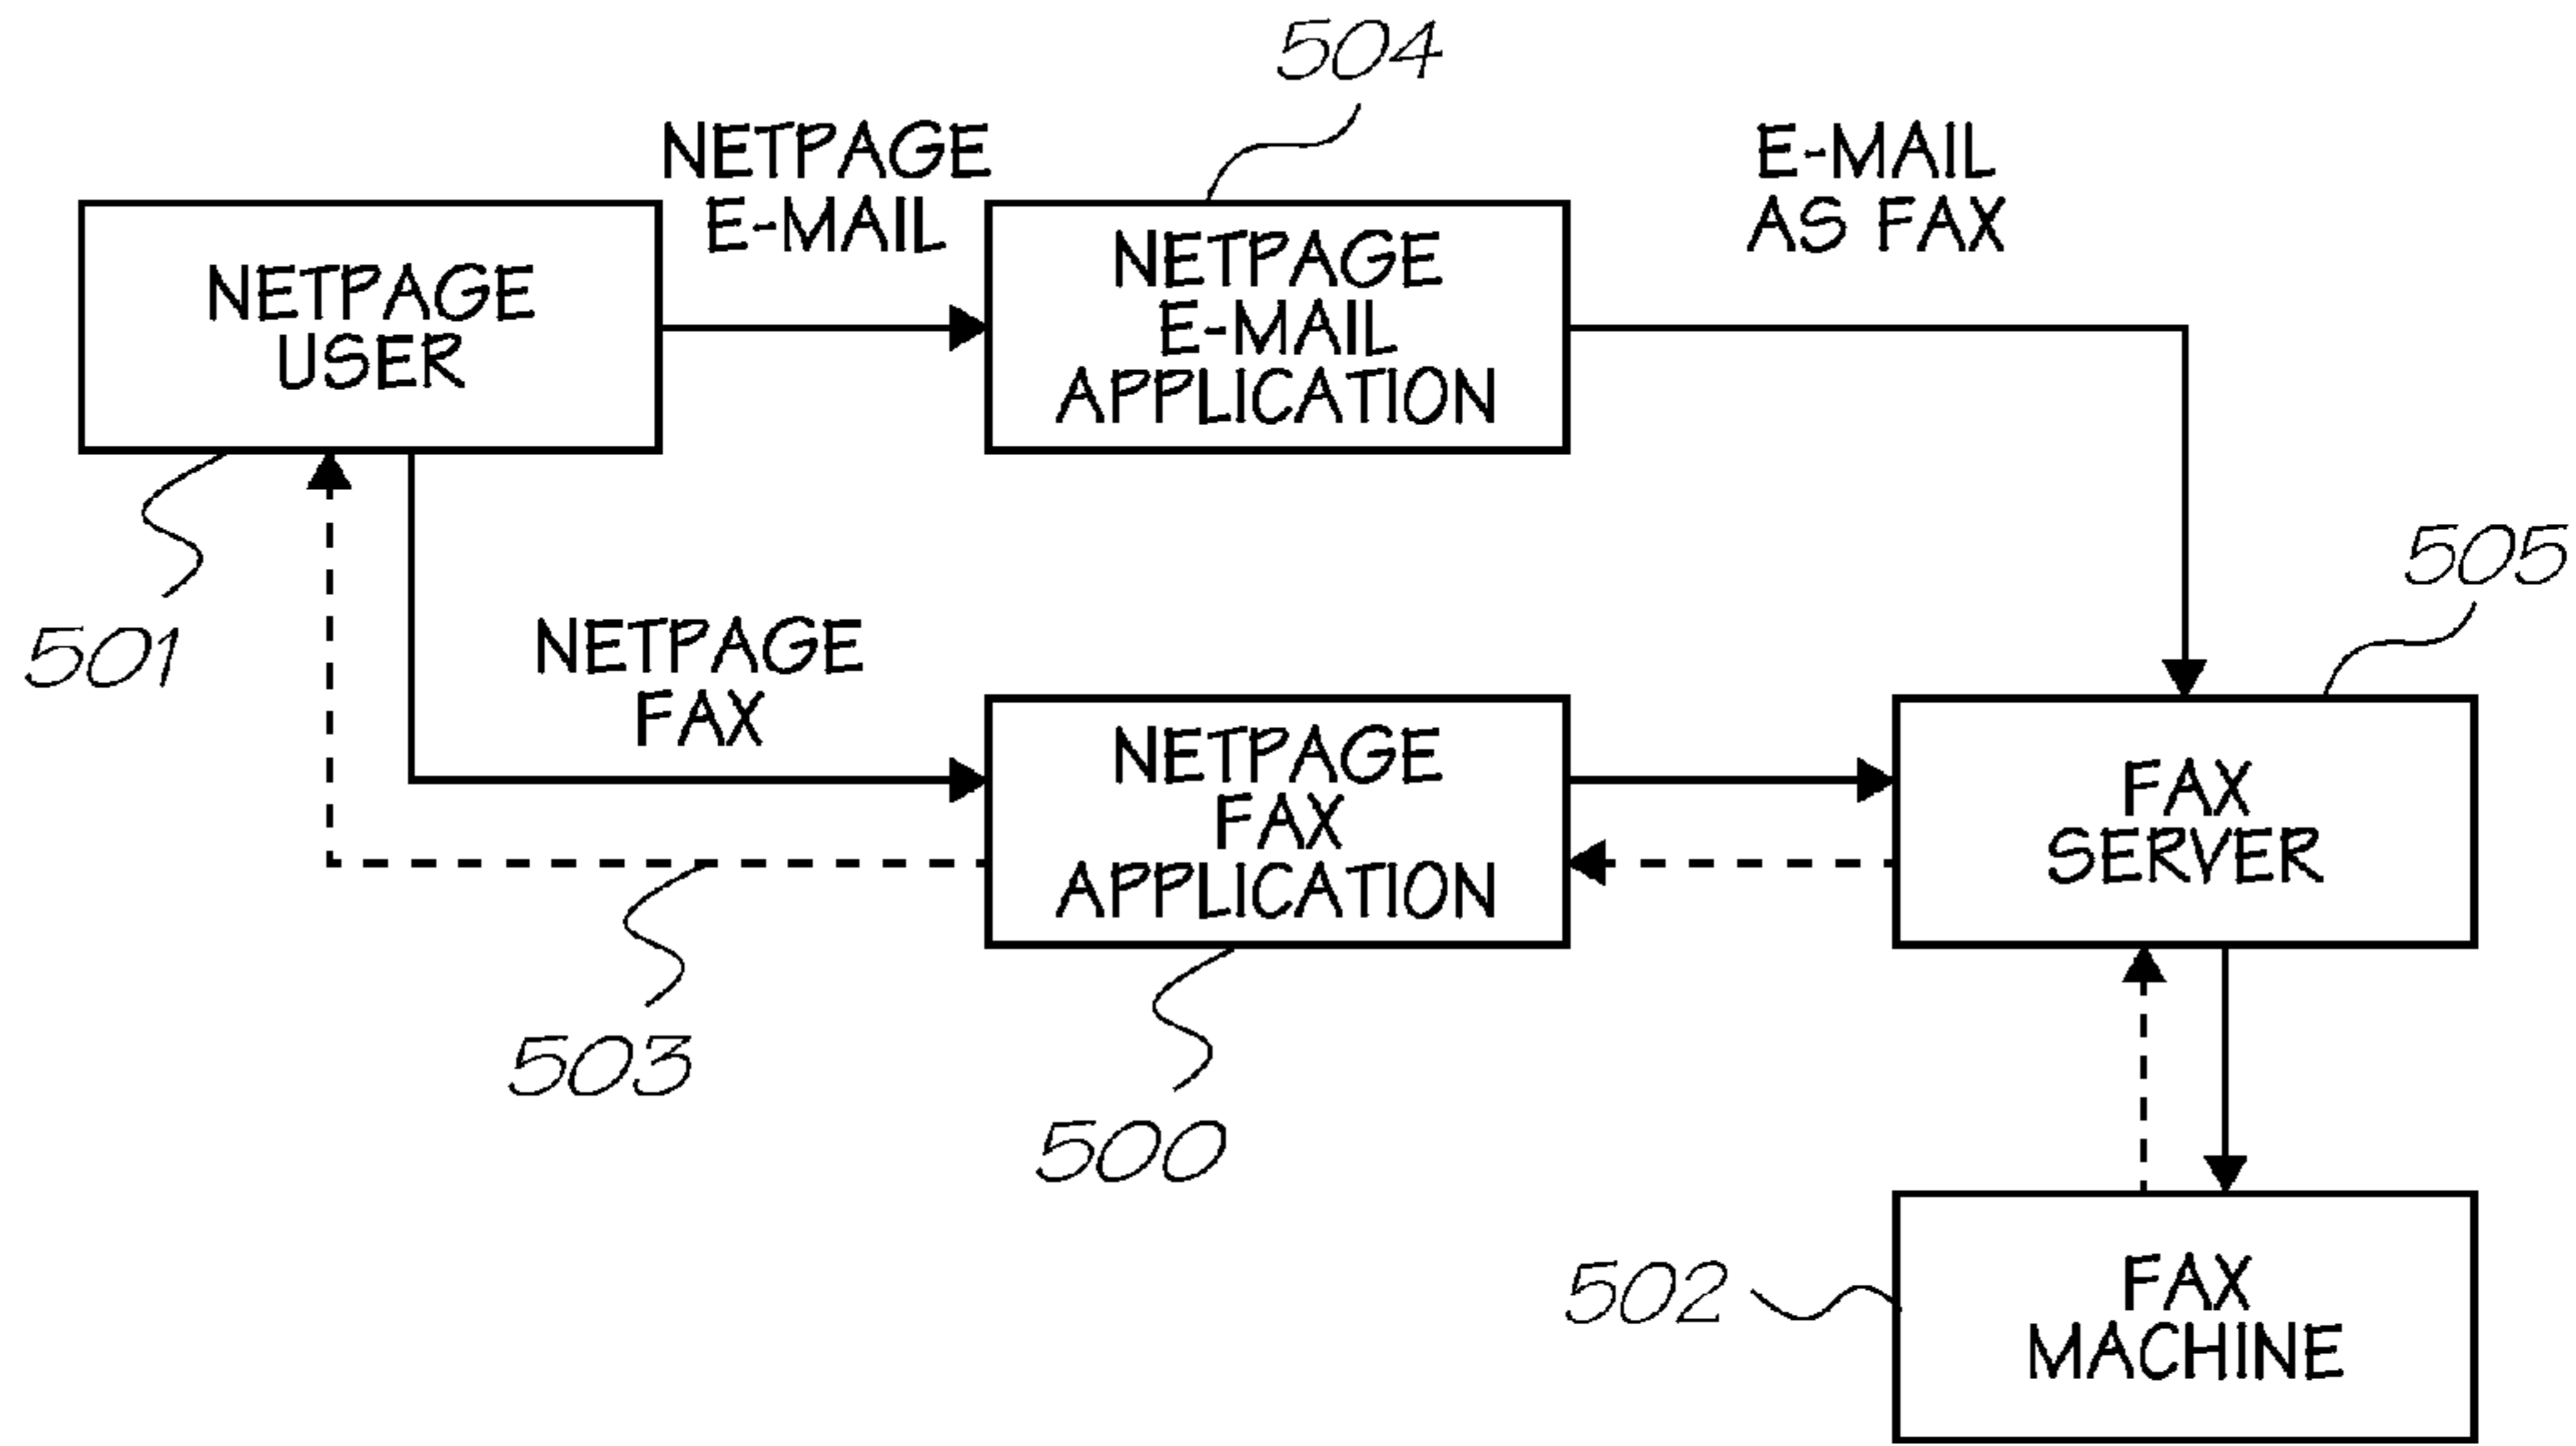 504
NETPAGE
E-MAIL
E-MAIL
AS FAX
NETPAGE
USER
NETPAGE
E-MAIL
APPLICATION
501
505
NETPAGE
FAX
NETPAGE
FAX
APPLICATION
FAX
SERVER
503
500
502
FAX
MACHINE